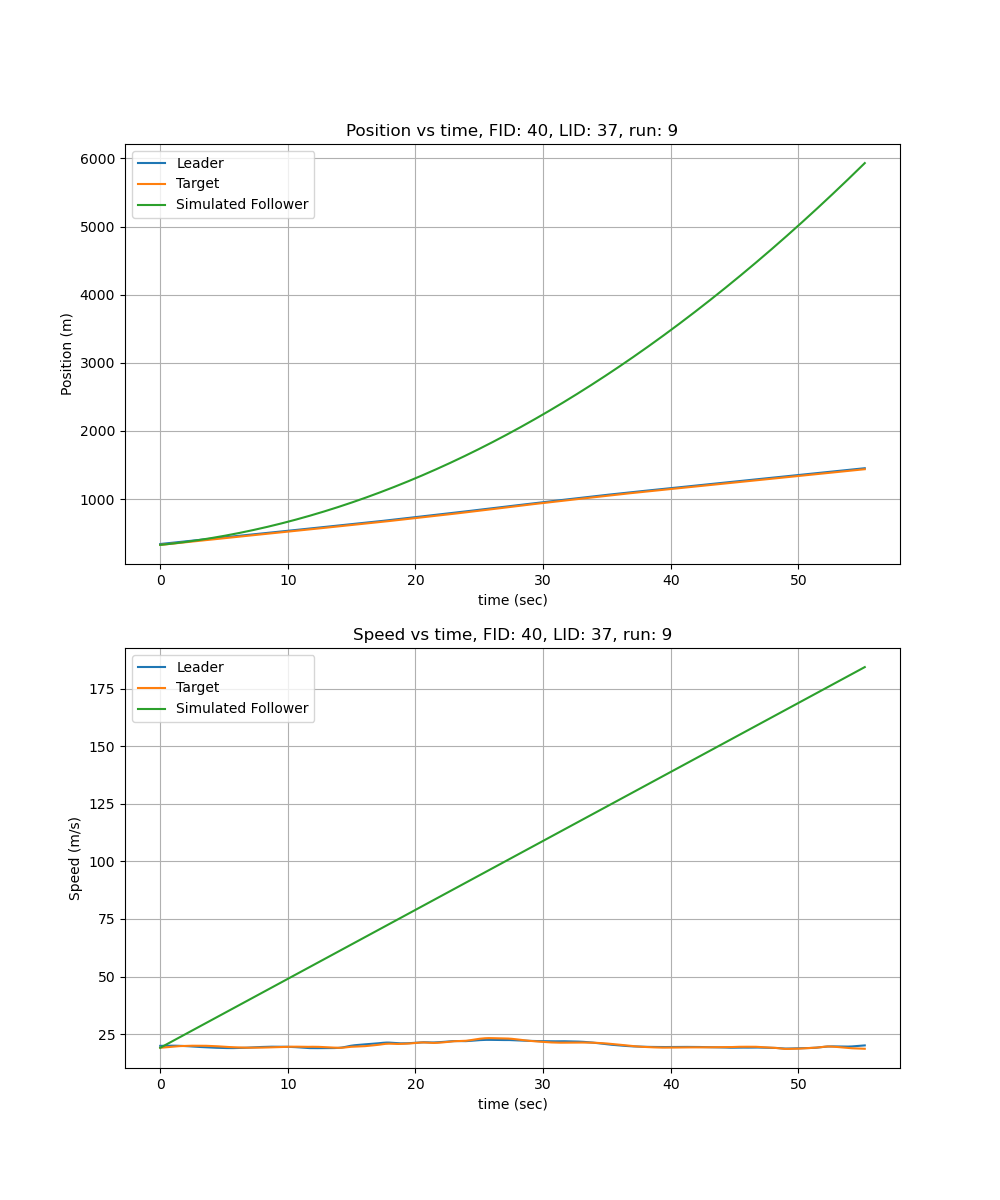 Position vs time, FID: 40, LID: 37, run: 9
Leader
Target
Simulated Follower
6000
5000
4000
3000
2000
1000
Position (m)
0 10 20 30 40 50
time (sec)
Speed vs time, FID: 40, LID: 37, run: 9
Leader
Target
Simulated Follower
175
150
125
100
75
50
25
Speed (m/s)
0 10 20 30 40 50
time (sec)